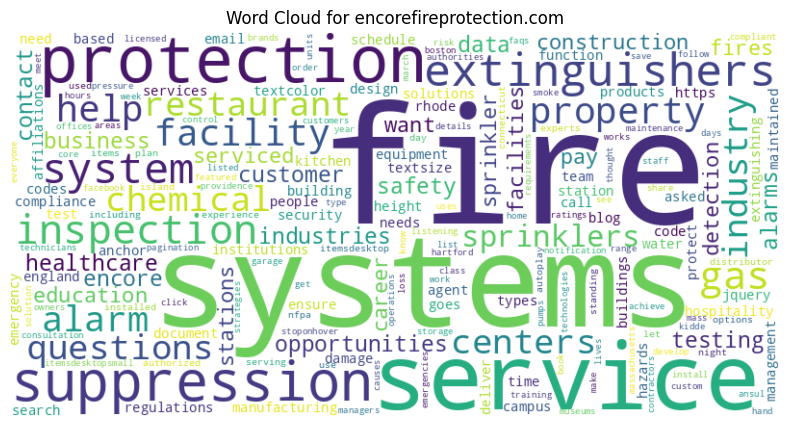 Word Cloud for encorefireprotection.com
need based licensed email schedule risk boston brands faqs units order march authorities follow save compliant
protection data construction fires
contact used pressure meet function
extinguishers
hours week services textcolor design solutions products https smoke connecticut
help restaurant rhode property
affiliations offices areas control customers year day details experts works maintenance
business facility want sprinkler facilities
system serviced kitchen equipment textsize pay team thought days staff
fire
core items plan listed customer safety station call share
codes facebook island featured providence building height
chemical people needs blog
compliance test including experience type security home ratings see
inspection industries sprinklers code water
technicians pagination itemsdesktop institutions list notification range protect
healthcare anchor garage hartford agent class autoplay distributor
england encore get know listening types buildings hospitality
detection industry alarms extinguishing requirements
systems
education click ensure goes work jquery
emergency solutions owners installed career operations loss standing technologies achieve mass options
alarm document nfpa opportunities centers testing
gas
questions stations stoponhover damage storage pumps kidde let
consultation strategies emergencies museums massachusetts develop night
itemsdesktopsmall authorized serving use causes time make lives book contractors install custom ansul
suppression service
deliver training hazards management
search regulations manufacturing managers campus hand
everyone